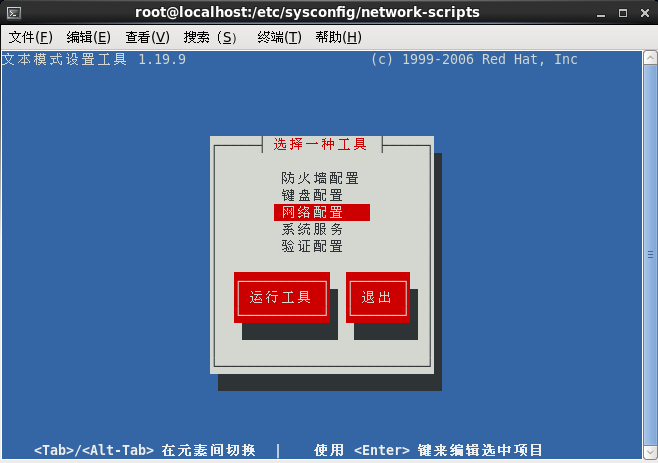 root@localhost:/etc/sysconfig/network-scripts
文件(F) 编辑(E) 查看(V) 搜索 (S) 终端(T) 帮助(H)
文本模式设置工具 1.19.9 (c) 1999-2006 Red Hat, Inc
选择一种工具
防火墙配置
键盘配置
网络配置
系统服务
验证配置
运行工具 退出
<Tab>/<Alt-Tab> 在元素间切换 | 使用 <Enter> 键来编辑选中项目